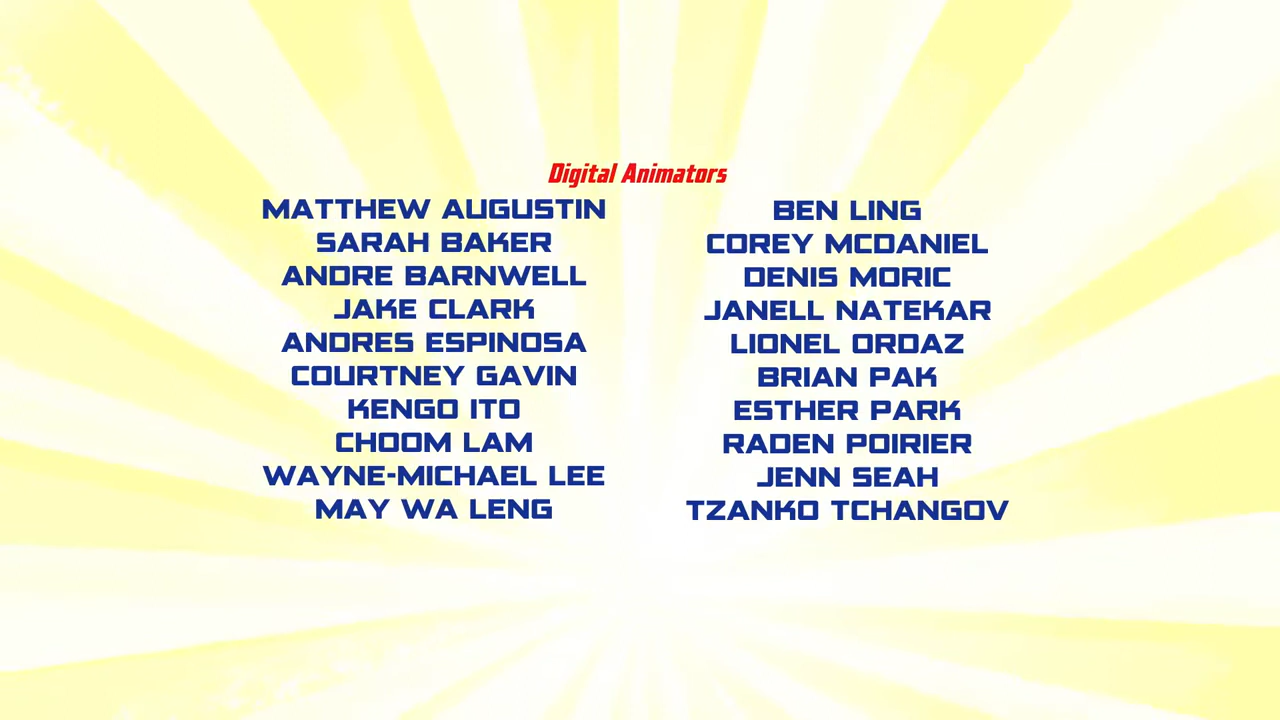 Digital Animators
MATTHEW AUGUSTIN
SARAH BAKER
ANDRE BARNWELL
JAKE CLARK
ANDRES ESPINOSA
COURTNEY GAVIN
KENGO ITO
CHOOM LAM
WAYNE-MICHAEL LEE
MAY WA LENG
BEN LING
COREY MCDANIEL
DENIS MORIC
JANELL NATEKAR
LIONEL ORDAZ
BRIAN PAK
ESTHER PARK
RADEN POIRIER
JENN SEAH
TZANKO TCHANGOV